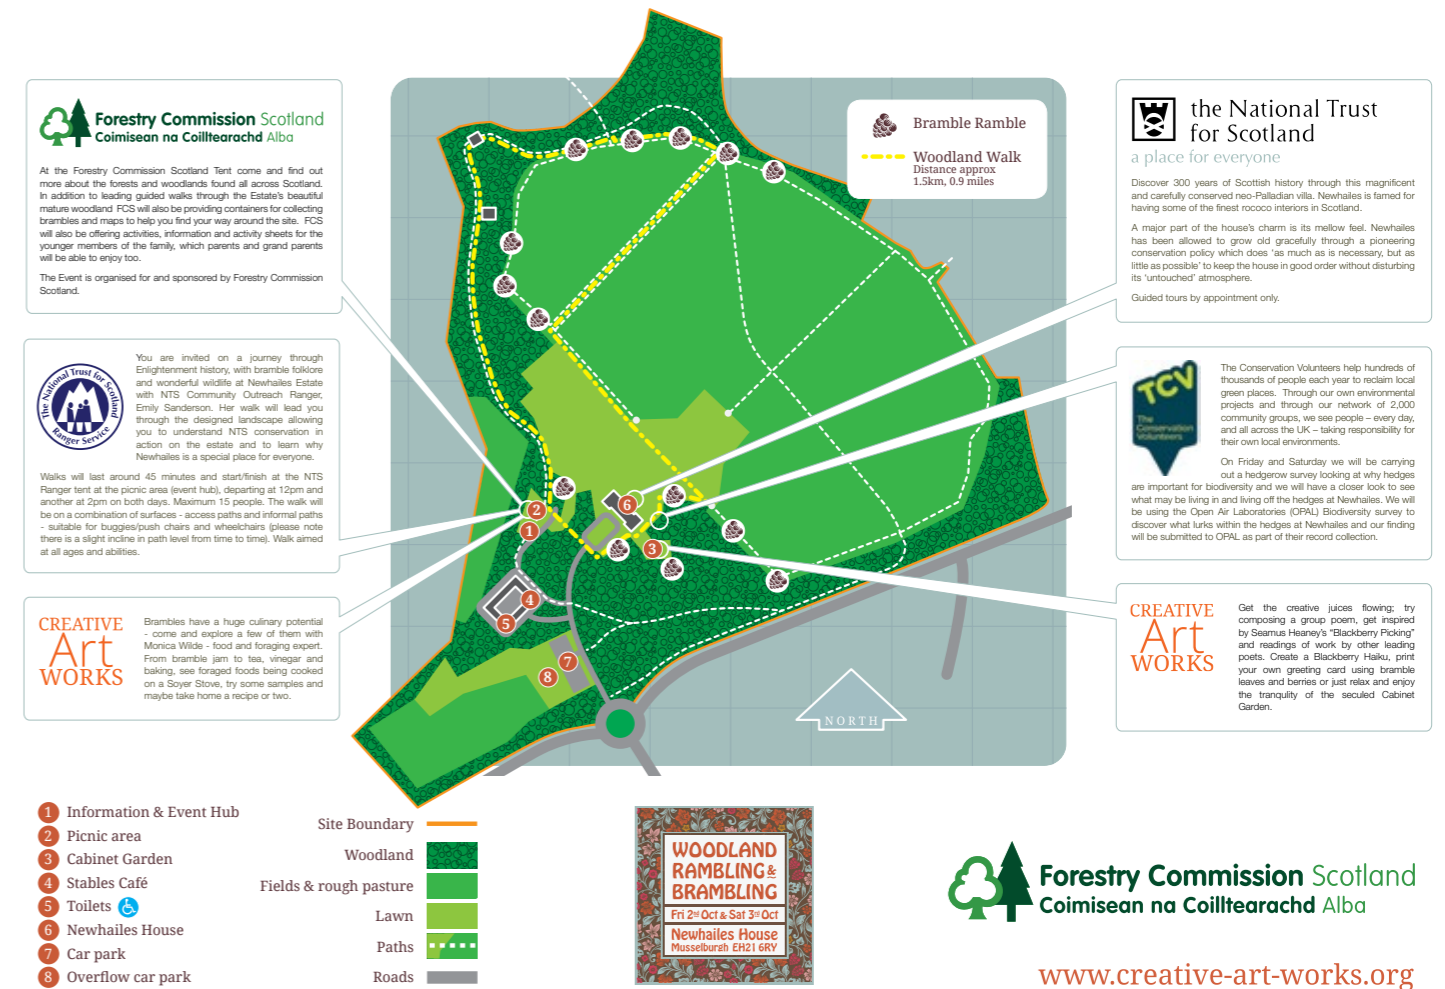 Forestry Commission Scotland
Coimisean na Coilltearachd Alba
At the Forestry Commission Scotland Tent come and find out
more about the forests and woodlands found all across Scotland.
In addition to leading guided walks through the Estate's beautiful
mature woodland FCS will also be providing containers for collecting
brambles and maps to help you find your way around the site. FCS
will also be offering activities, information and activity sheets for the
younger members of the family, which parents and grand parents
will be able to enjoy too.
The Event is organised for and sponsored by Forestry Commission
Scotland.
The National Trust for Scotland
Ranger Service
You are invited on a journey through
Enlightenment history, with bramble folklore
and wonderful wildlife at Newhailes Estate
with NTS Community Outreach Ranger,
Emily Sanderson. Her walk will lead you
through the designed landscape allowing
you to understand NTS conservation in
action on the estate and to learn why
Newhailes is a special place for everyone.
Walks will last around 45 minutes and start/finish at the NTS
Ranger tent at the picnic area (event hub), departing at 12pm and
another at 2pm on both days. Maximum 15 people. The walk will
be on a combination of surfaces - access paths and informal paths
- suitable for buggies/push chairs and wheelchairs (please note
there is a slight incline in path level from time to time). Walk aimed
at all ages and abilities.
CREATIVE
Art
WORKS
Brambles have a huge culinary potential
- come and explore a few of them with
Monica Wilde - food and foraging expert.
From bramble jam to tea, vinegar and
baking, see foraged foods being cooked
on a Soyer Stove, try some samples and
maybe take home a recipe or two.
Bramble Ramble
Woodland Walk
Distance approx
1.5km, 0.9 miles
2
1
6
3
4
5
7
8
NORTH
the National Trust
for Scotland
a place for everyone
Discover 300 years of Scottish history through this magnificent
and carefully conserved neo-Palladian villa. Newhailes is famed for
having some of the finest rococo interiors in Scotland.
A major part of the house's charm is its mellow feel. Newhailes
has been allowed to grow old gracefully through a pioneering
conservation policy which does 'as much as is necessary, but as
little as possible' to keep the house in good order without disturbing
its 'untouched' atmosphere.
Guided tours by appointment only.
TCV
The
Conservation
Volunteers
The Conservation Volunteers help hundreds of
thousands of people each year to reclaim local
green places. Through our own environmental
projects and through our network of 2,000
community groups, we see people – every day,
and all across the UK – taking responsibility for
their own local environments.
On Friday and Saturday we will be carrying
out a hedgerow survey looking at why hedges
are important for biodiversity and we will have a closer look to see
what may be living in and living off the hedges at Newhailes. We will
be using the Open Air Laboratories (OPAL) Biodiversity survey to
discover what lurks within the hedges at Newhailes and our finding
will be submitted to OPAL as part of their record collection.
CREATIVE
Art
WORKS
Get the creative juices flowing; try
composing a group poem, get inspired
by Seamus Heaney's "Blackberry Picking"
and readings of work by other leading
poets. Create a Blackberry Haiku, print
your own greeting card using bramble
leaves and berries or just relax and enjoy
the tranqulity of the seculed Cabinet
Garden.
1 Information & Event Hub
2 Picnic area
3 Cabinet Garden
4 Stables Café
5 Toilets
6 Newhailes House
7 Car park
8 Overflow car park
Site Boundary
Woodland
Fields & rough pasture
Lawn
Paths
Roads
WOODLAND
RAMBLING &
BRAMBLING
Fri 2nd Oct & Sat 3rd Oct
Newhailes House
Musselburgh EH21 6RY
Forestry Commission Scotland
Coimisean na Coilltearachd Alba
www.creative-art-works.org